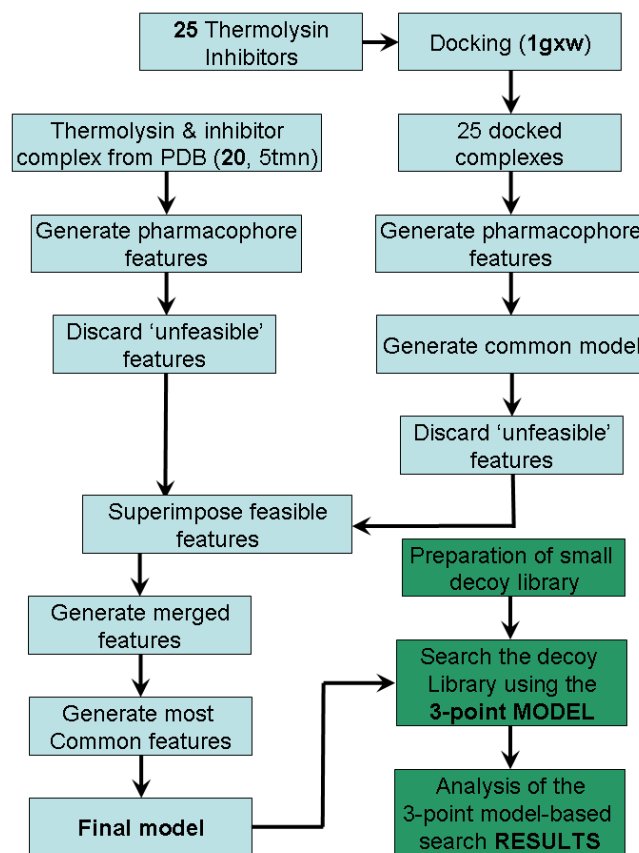 25 Thermolysin
Inhibitors
Docking (1gxw)
Thermolysin & inhibitor
complex from PDB (20, 5tmn)
25 docked
complexes
Generate pharmacophore
features
Generate pharmacophore
features
Discard ‘unfeasible’
features
Generate common model
Discard ‘unfeasible’
features
Superimpose feasible
features
Preparation of small
decoy library
Generate merged
features
Search the decoy
Library using the
3-point MODEL
Generate most
Common features
Final model
Analysis of the
3-point model-based
search RESULTS